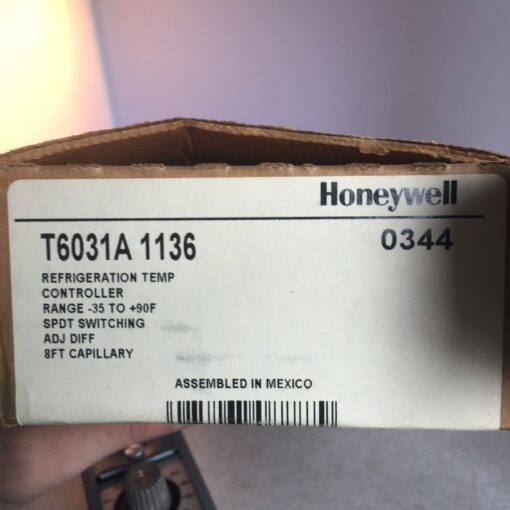 Honeywell
T6031A 1136 0344
REFRIGERATION TEMP
CONTROLLER
RANGE -35 TO +90F
SPDT SWITCHING
ADJ DIFF
8FT CAPILLARY
ASSEMBLED IN MEXICO